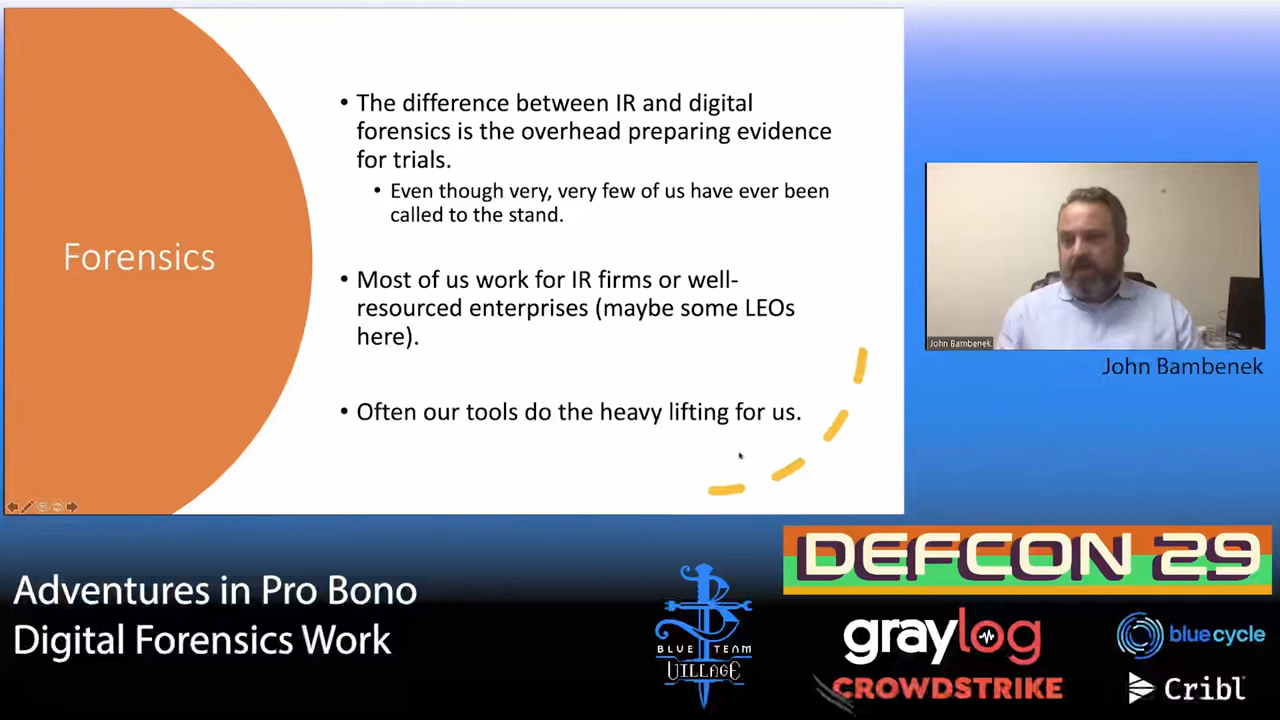 Forensics
• The difference between IR and digital
forensics is the overhead preparing evidence
for trials.
• Even though very, very few of us have ever been
called to the stand.
• Most of us work for IR firms or well-
resourced enterprises (maybe some LEOs
here).
• Often our tools do the heavy lifting for us.
John Bambenek
John Bambenek
Adventures in Pro Bono
Digital Forensics Work
BLUE TEAM
VILLAGE
DEFCON 29
graylog
bluecycle
CROWDSTRIKE
Cribl